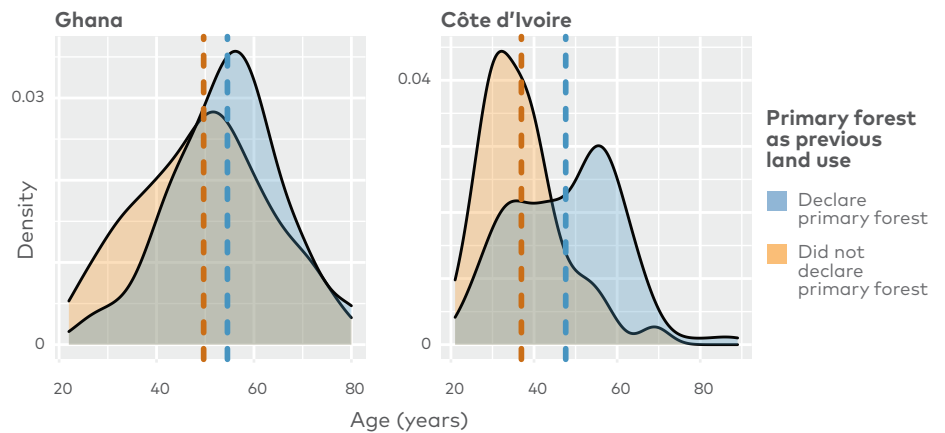 Ghana
Côte d’Ivoire
0.03
0
0.04
0
Density
20
40
60
80
20
40
60
80
Age (years)
Primary forest
as previous
land use
Declare
primary forest
Did not
declare
primary forest